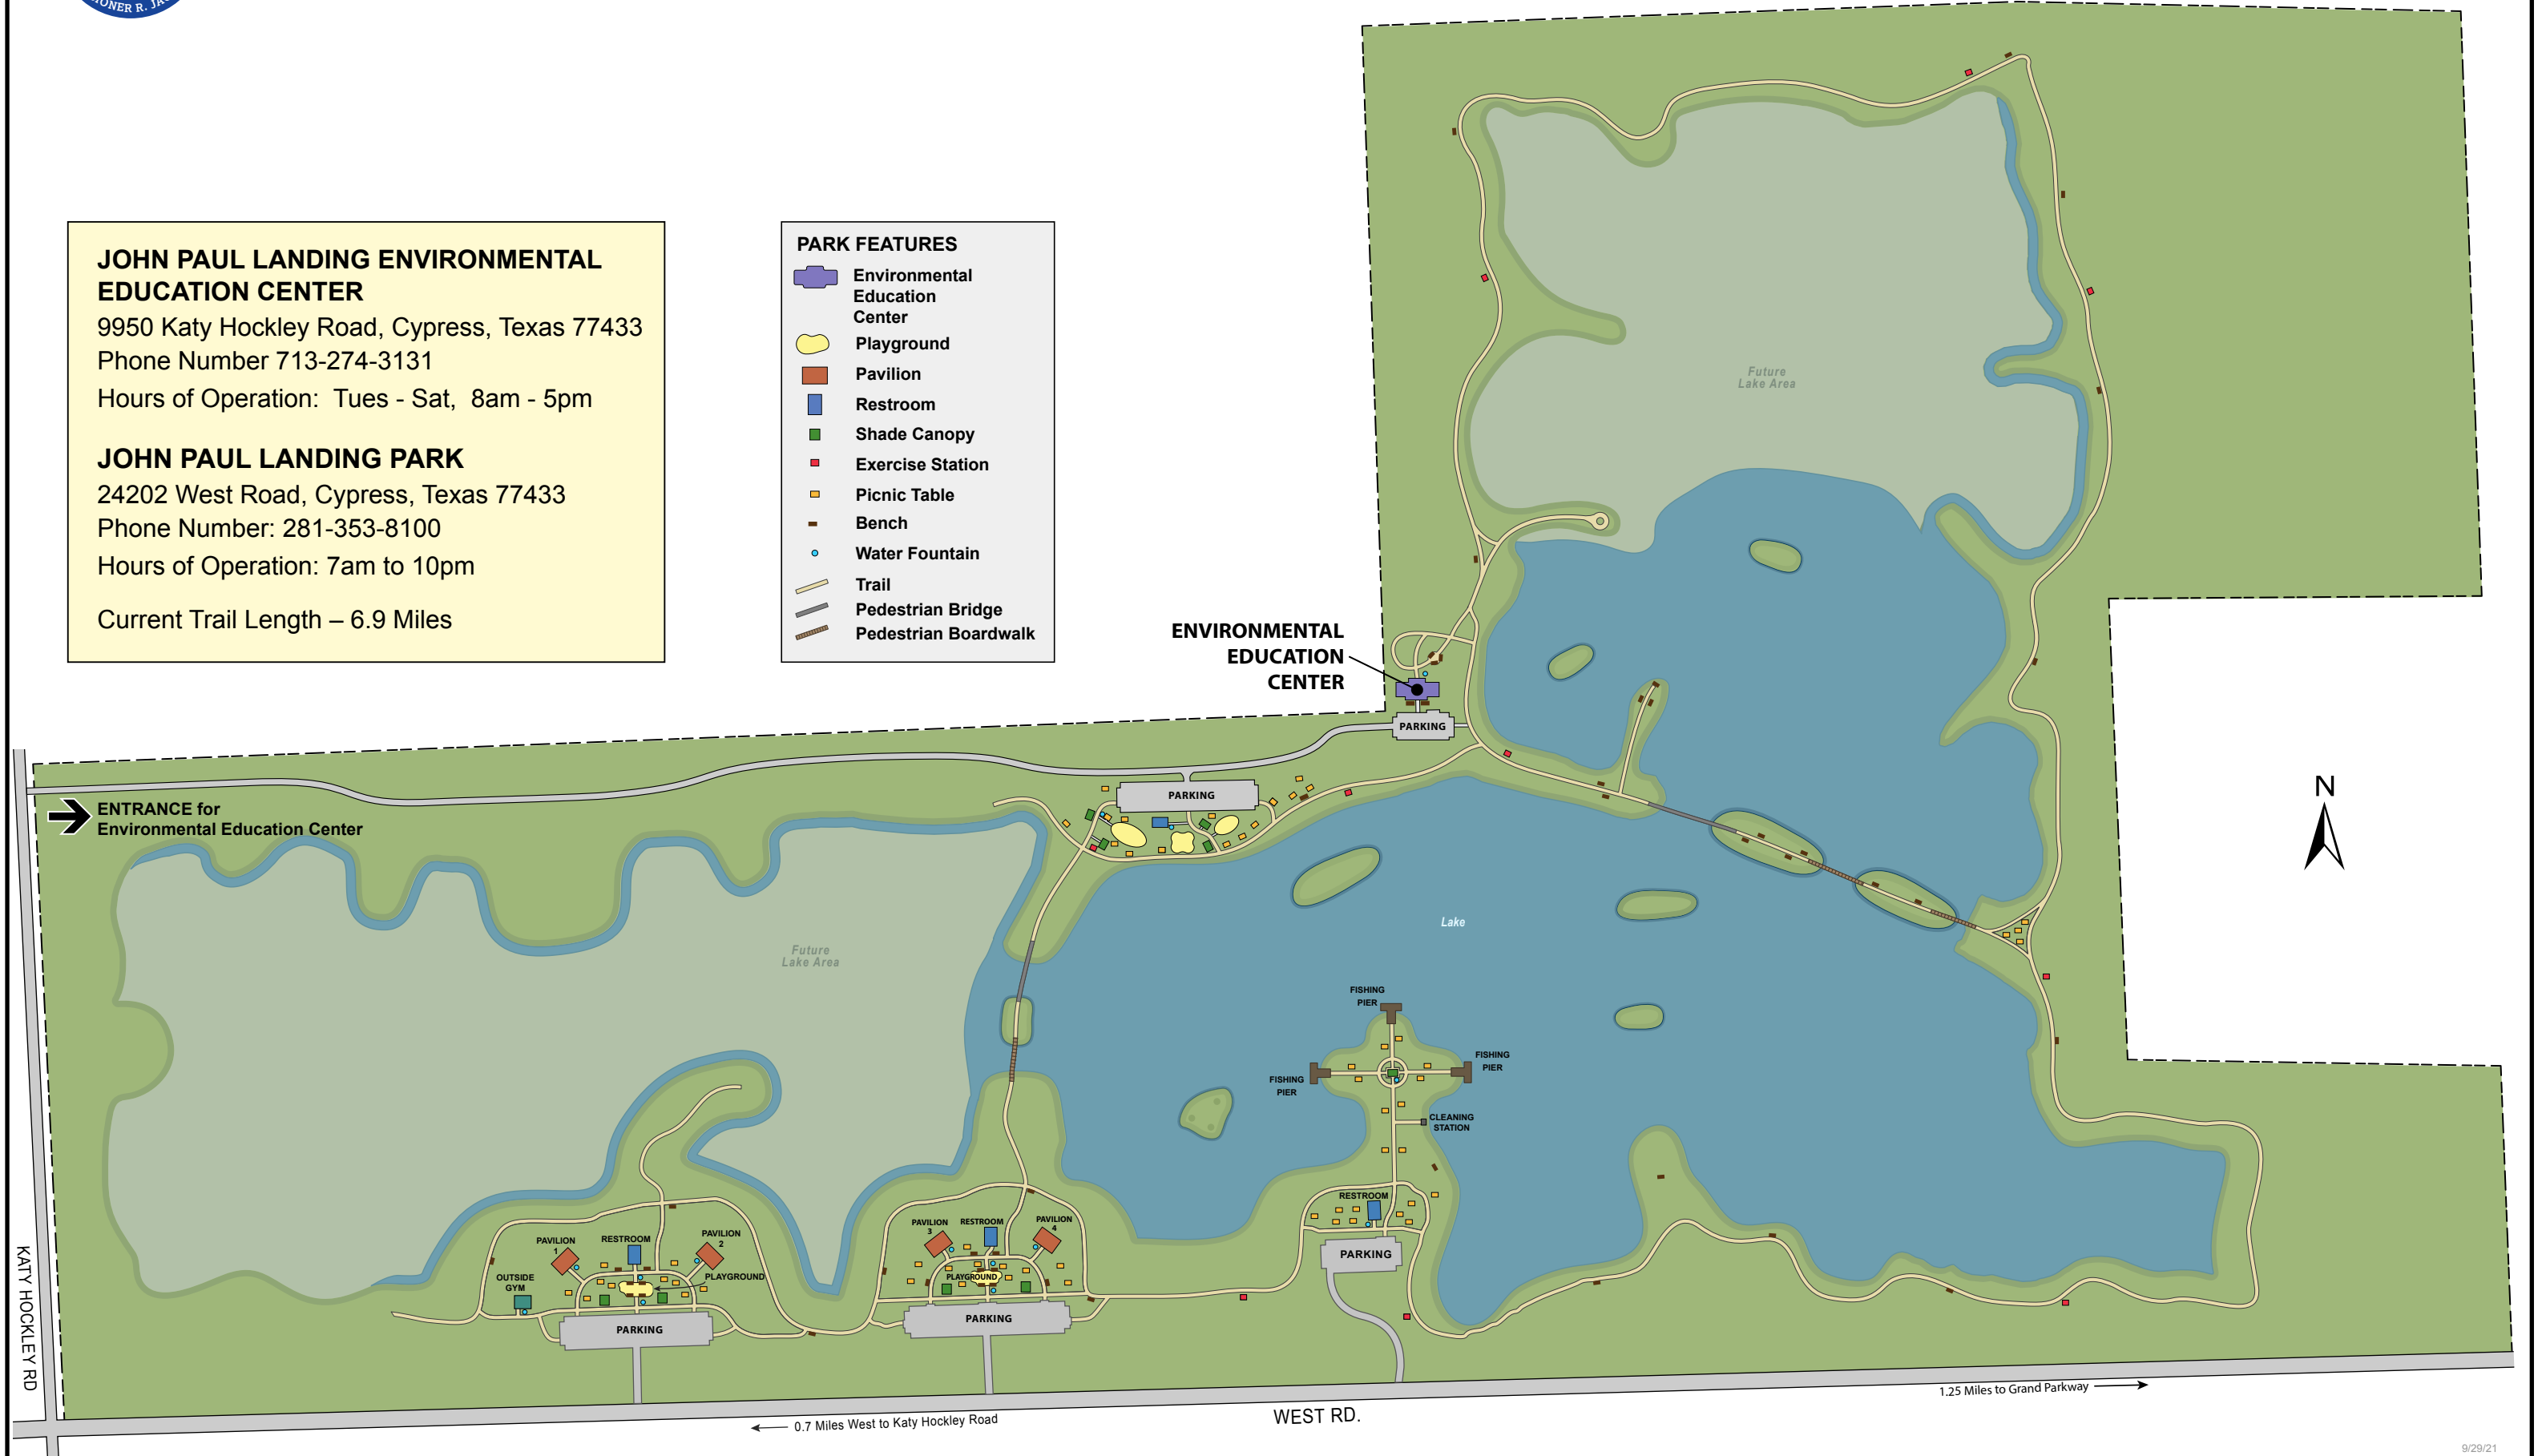 IONER R. JAC
JOHN PAUL LANDING ENVIRONMENTAL
EDUCATION CENTER
9950 Katy Hockley Road, Cypress, Texas 77433
Phone Number 713-274-3131
Hours of Operation: Tues - Sat, 8am - 5pm
JOHN PAUL LANDING PARK
24202 West Road, Cypress, Texas 77433
Phone Number: 281-353-8100
Hours of Operation: 7am to 10pm
Current Trail Length – 6.9 Miles
PARK FEATURES
Environmental
Education
Center
Playground
Pavilion
Restroom
Shade Canopy
Exercise Station
Picnic Table
Bench
Water Fountain
Trail
Pedestrian Bridge
Pedestrian Boardwalk
Future
Lake Area
ENVIRONMENTAL
EDUCATION
CENTER
PARKING
PARKING
ENTRANCE for
Environmental Education Center
N
Future
Lake Area
Lake
FISHING
PIER
FISHING
PIER
FISHING
PIER
CLEANING
STATION
RESTROOM
PARKING
PAVILION
3
RESTROOM
PAVILION
4
PLAYGROUND
PARKING
PAVILION
1
RESTROOM
PAVILION
2
PLAYGROUND
OUTSIDE
GYM
PARKING
KATY HOCKLEY RD
0.7 Miles West to Katy Hockley Road
WEST RD.
1.25 Miles to Grand Parkway
9/29/21